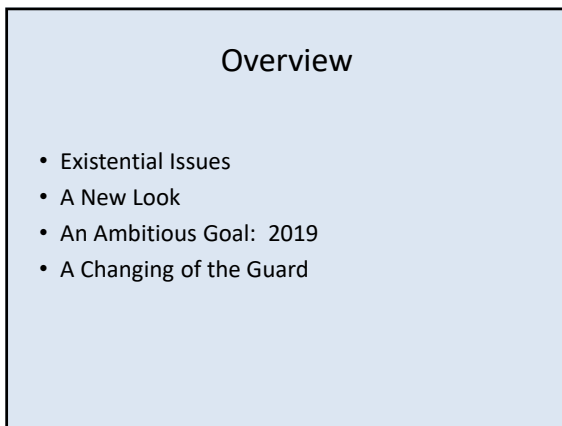 Overview
• Existential Issues
• A New Look
• An Ambitious Goal:  2019
• A Changing of the Guard